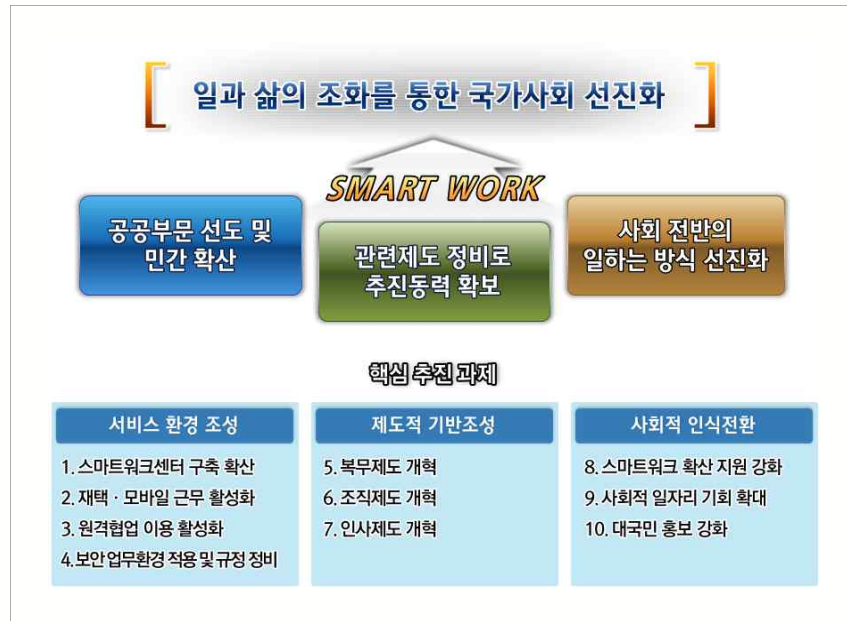 일과 삶의 조화를 통한 국가사회 선진화
SMART WORK
공공부문 선도 및
민간 확산
관련제도 정비로
추진동력 확보
사회 전반의
일하는 방식 선진화
핵심 추진 과제
서비스 환경 조성
1. 스마트워크센터 구축 확산
2. 재택 · 모바일 근무 활성화
3. 원격협업 이용 활성화
4. 보안 업무환경 적용 및 규정 정비
제도적 기반조성
5. 복무제도 개혁
6. 조직제도 개혁
7. 인사제도 개혁
사회적 인식전환
8. 스마트워크 확산 지원 강화
9. 사회적 일자리 기회 확대
10. 대국민 홍보 강화